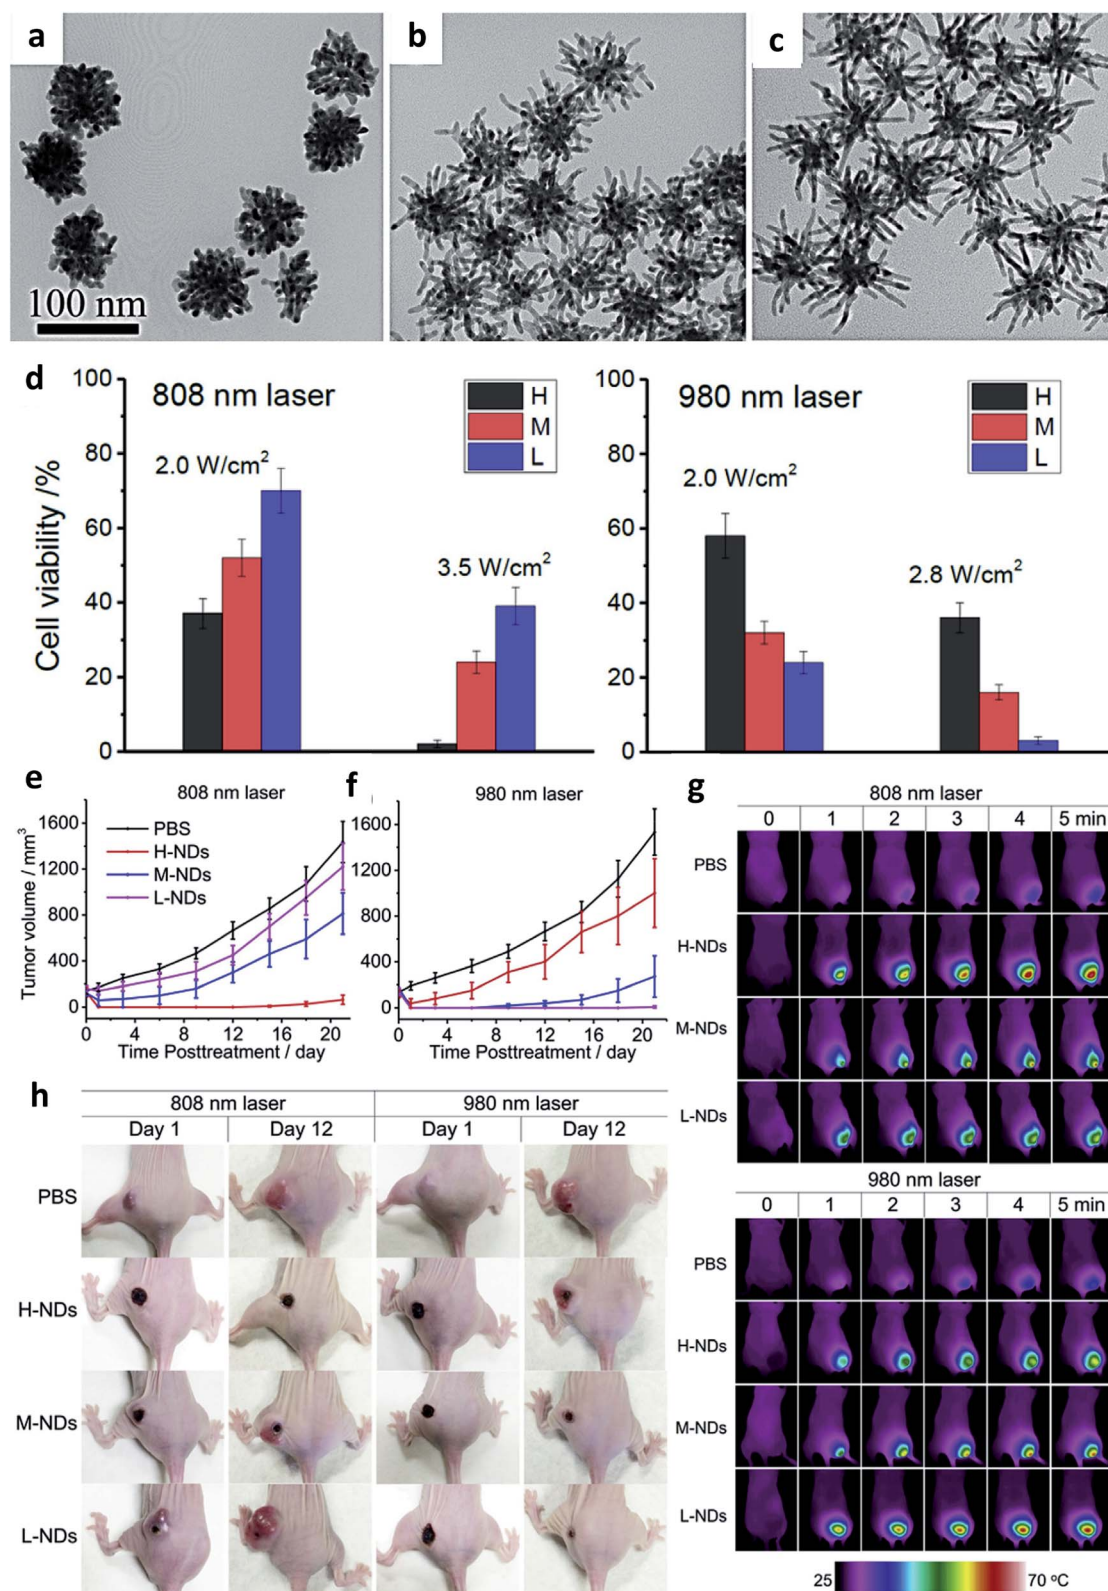 a
b
c
100 nm
d
808 nm laser
H
M
L
2.0 W/cm²
3.5 W/cm²
980 nm laser
H
M
L
2.0 W/cm²
2.8 W/cm²
Cell viability /%
100
80
60
40
20
0
100
80
60
40
20
0
e
808 nm laser
PBS
H-NDs
M-NDs
L-NDs
Tumor volume / mm³
1600
1200
800
400
0
0 4 8 12 16 20
Time Posttreatment / day
f
980 nm laser
1600
1200
800
400
0
0 4 8 12 16 20
Time Posttreatment / day
g
808 nm laser
0 1 2 3 4 5 min
PBS
H-NDs
M-NDs
L-NDs
980 nm laser
0 1 2 3 4 5 min
PBS
H-NDs
M-NDs
L-NDs
25 70 ºC
h
808 nm laser 980 nm laser
Day 1 Day 12 Day 1 Day 12
PBS
H-NDs
M-NDs
L-NDs